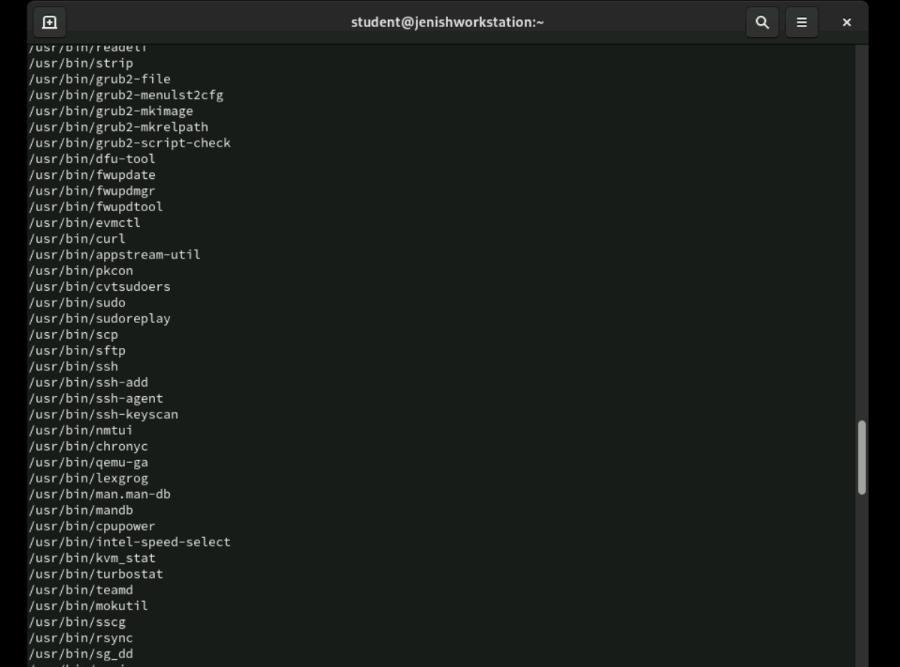 student@jenishworkstation:~
/usr/bin/readelf
/usr/bin/strip
/usr/bin/grub2-file
/usr/bin/grub2-menulst2cfg
/usr/bin/grub2-mkimage
/usr/bin/grub2-mkrelpath
/usr/bin/grub2-script-check
/usr/bin/dfu-tool
/usr/bin/fwupdate
/usr/bin/fwupdmgr
/usr/bin/fwupdtool
/usr/bin/evmctl
/usr/bin/curl
/usr/bin/appstream-util
/usr/bin/pkcon
/usr/bin/cvtsudoers
/usr/bin/sudo
/usr/bin/sudoreplay
/usr/bin/scp
/usr/bin/sftp
/usr/bin/ssh
/usr/bin/ssh-add
/usr/bin/ssh-agent
/usr/bin/ssh-keyscan
/usr/bin/nmtui
/usr/bin/chronyc
/usr/bin/qemu-ga
/usr/bin/lexgrog
/usr/bin/man.man-db
/usr/bin/mandb
/usr/bin/cpupower
/usr/bin/intel-speed-select
/usr/bin/kvm_stat
/usr/bin/turbostat
/usr/bin/teamd
/usr/bin/mokutil
/usr/bin/sscg
/usr/bin/rsync
/usr/bin/sg_dd